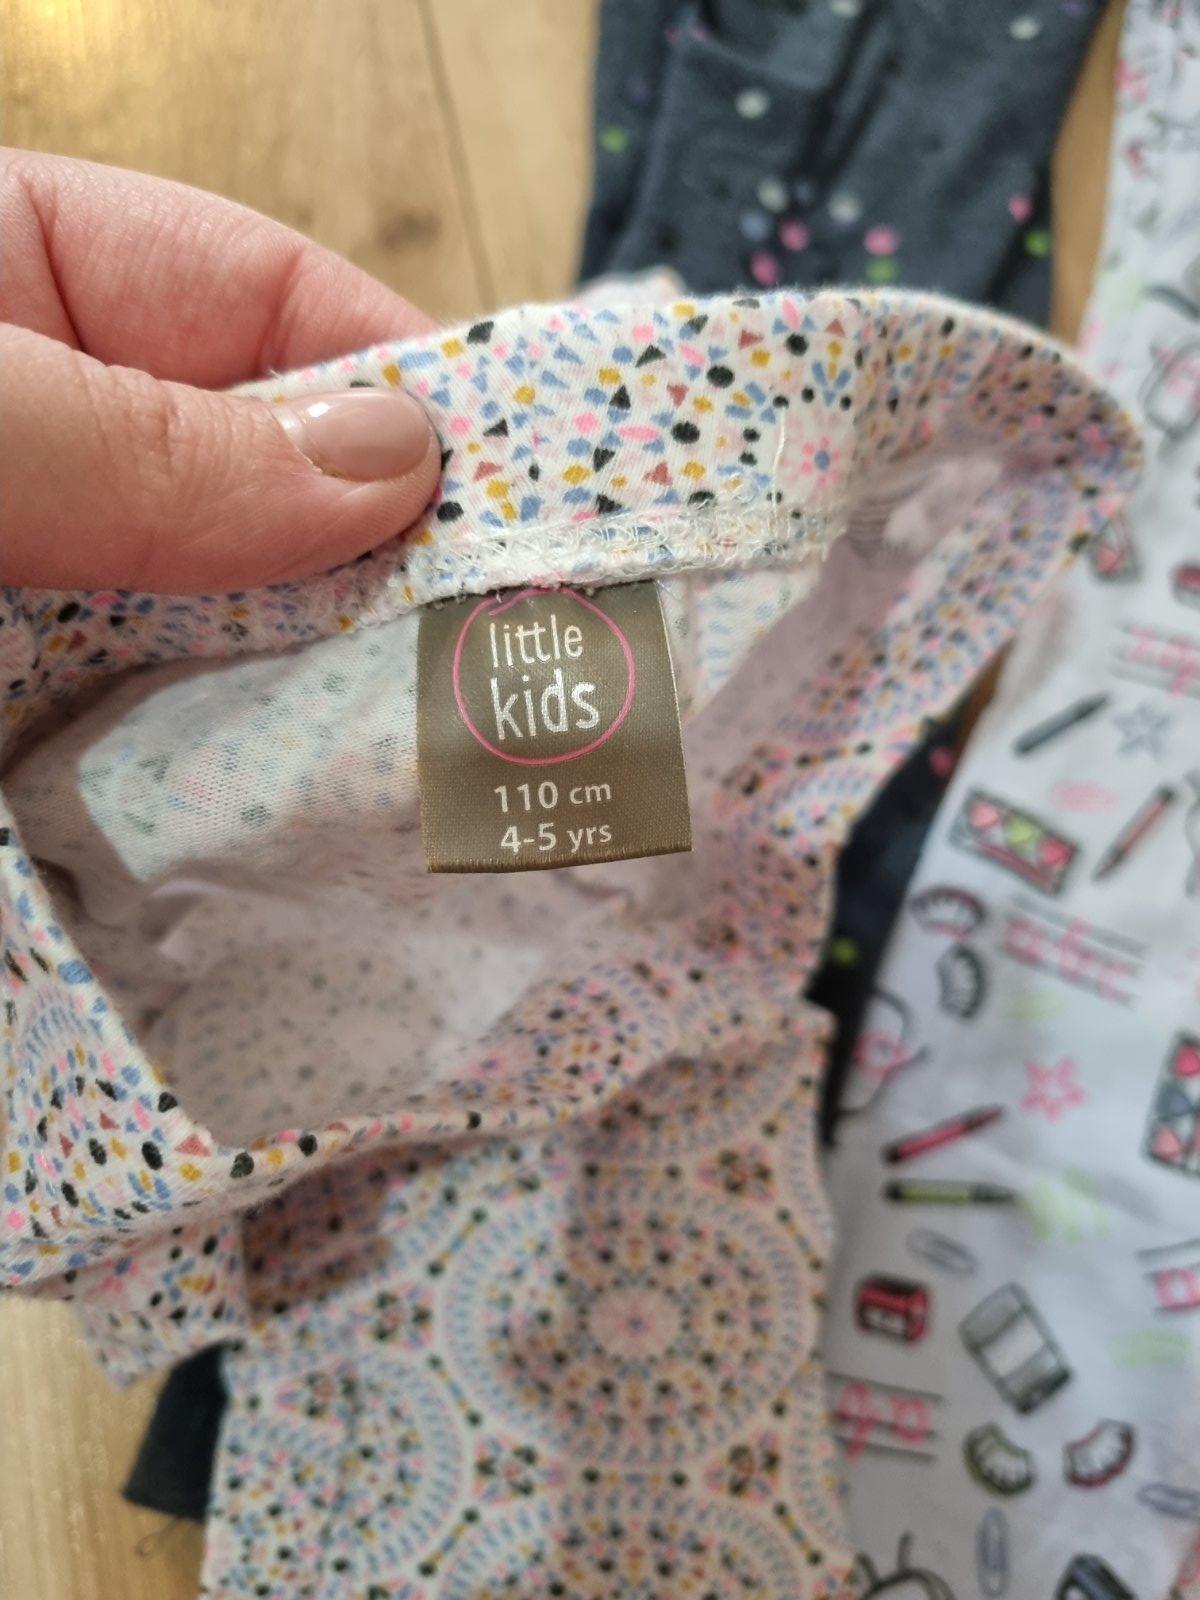 little
kids
110 cm
4-5 yrs